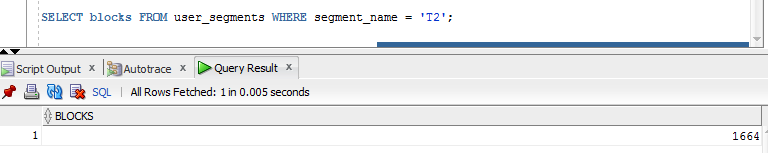 SELECT blocks FROM user_segments WHERE segment_name = 'T2';
Script Output x Autotrace x Query Result x
SQL | All Rows Fetched: 1 in 0.005 seconds
BLOCKS
1 1664